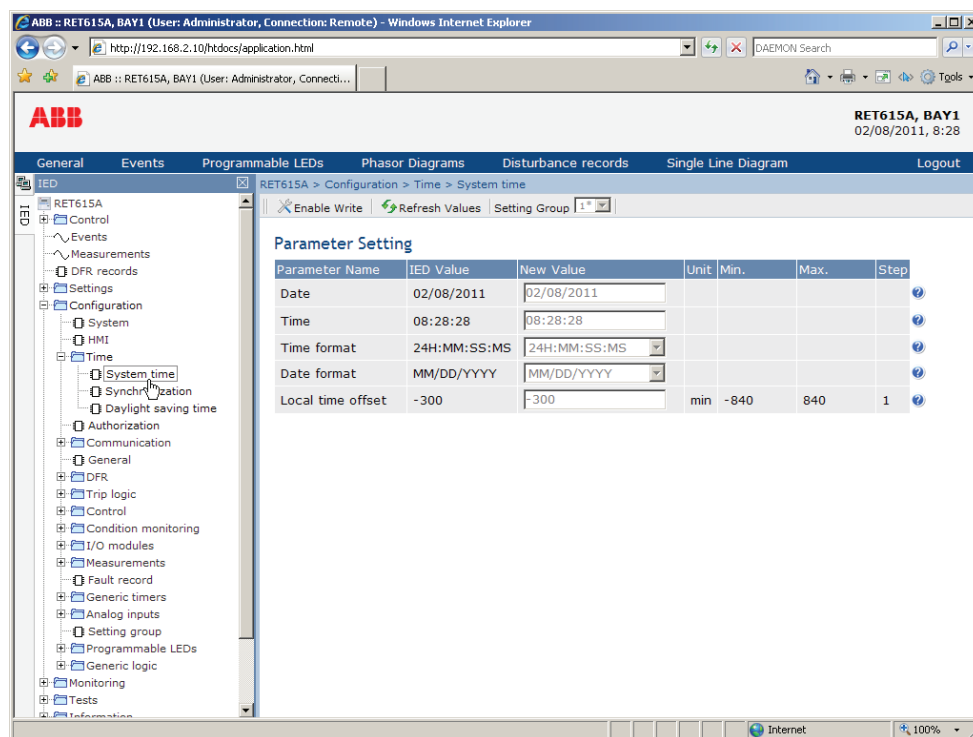 ABB :: RET615A, BAY1 (User: Administrator, Connection: Remote) - Windows Internet Explorer
http://192.168.2.10/htdocs/application.html
DAEMON Search
ABB :: RET615A, BAY1 (User: Administrator, Connecti...
Tools
ABB
RET615A, BAY1
02/08/2011, 8:28
General Events Programmable LEDs Phasor Diagrams Disturbance records Single Line Diagram Logout
IED
IED
RET615A > Configuration > Time > System time
Enable Write Refresh Values Setting Group 1*
RET615A
Control
Events
Measurements
DFR records
Settings
Configuration
System
HMI
Time
System time
Synchr zation
Daylight saving time
Authorization
Communication
General
DFR
Trip logic
Control
Condition monitoring
I/O modules
Measurements
Fault record
Generic timers
Analog inputs
Setting group
Programmable LEDs
Generic logic
Monitoring
Tests
Information
Parameter Setting
Parameter Name IED Value New Value Unit Min. Max. Step
Date 02/08/2011 02/08/2011
Time 08:28:28 08:28:28
Time format 24H:MM:SS:MS 24H:MM:SS:MS
Date format MM/DD/YYYY MM/DD/YYYY
Local time offset -300 -300 min -840 840 1
Internet 100%